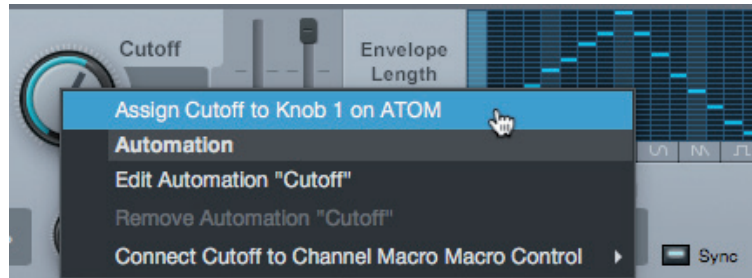 Cutoff
Envelope
Length
Assign Cutoff to Knob 1 on ATOM
Automation
Edit Automation "Cutoff"
Remove Automation "Cutoff"
Connect Cutoff to Channel Macro Macro Control
Sync